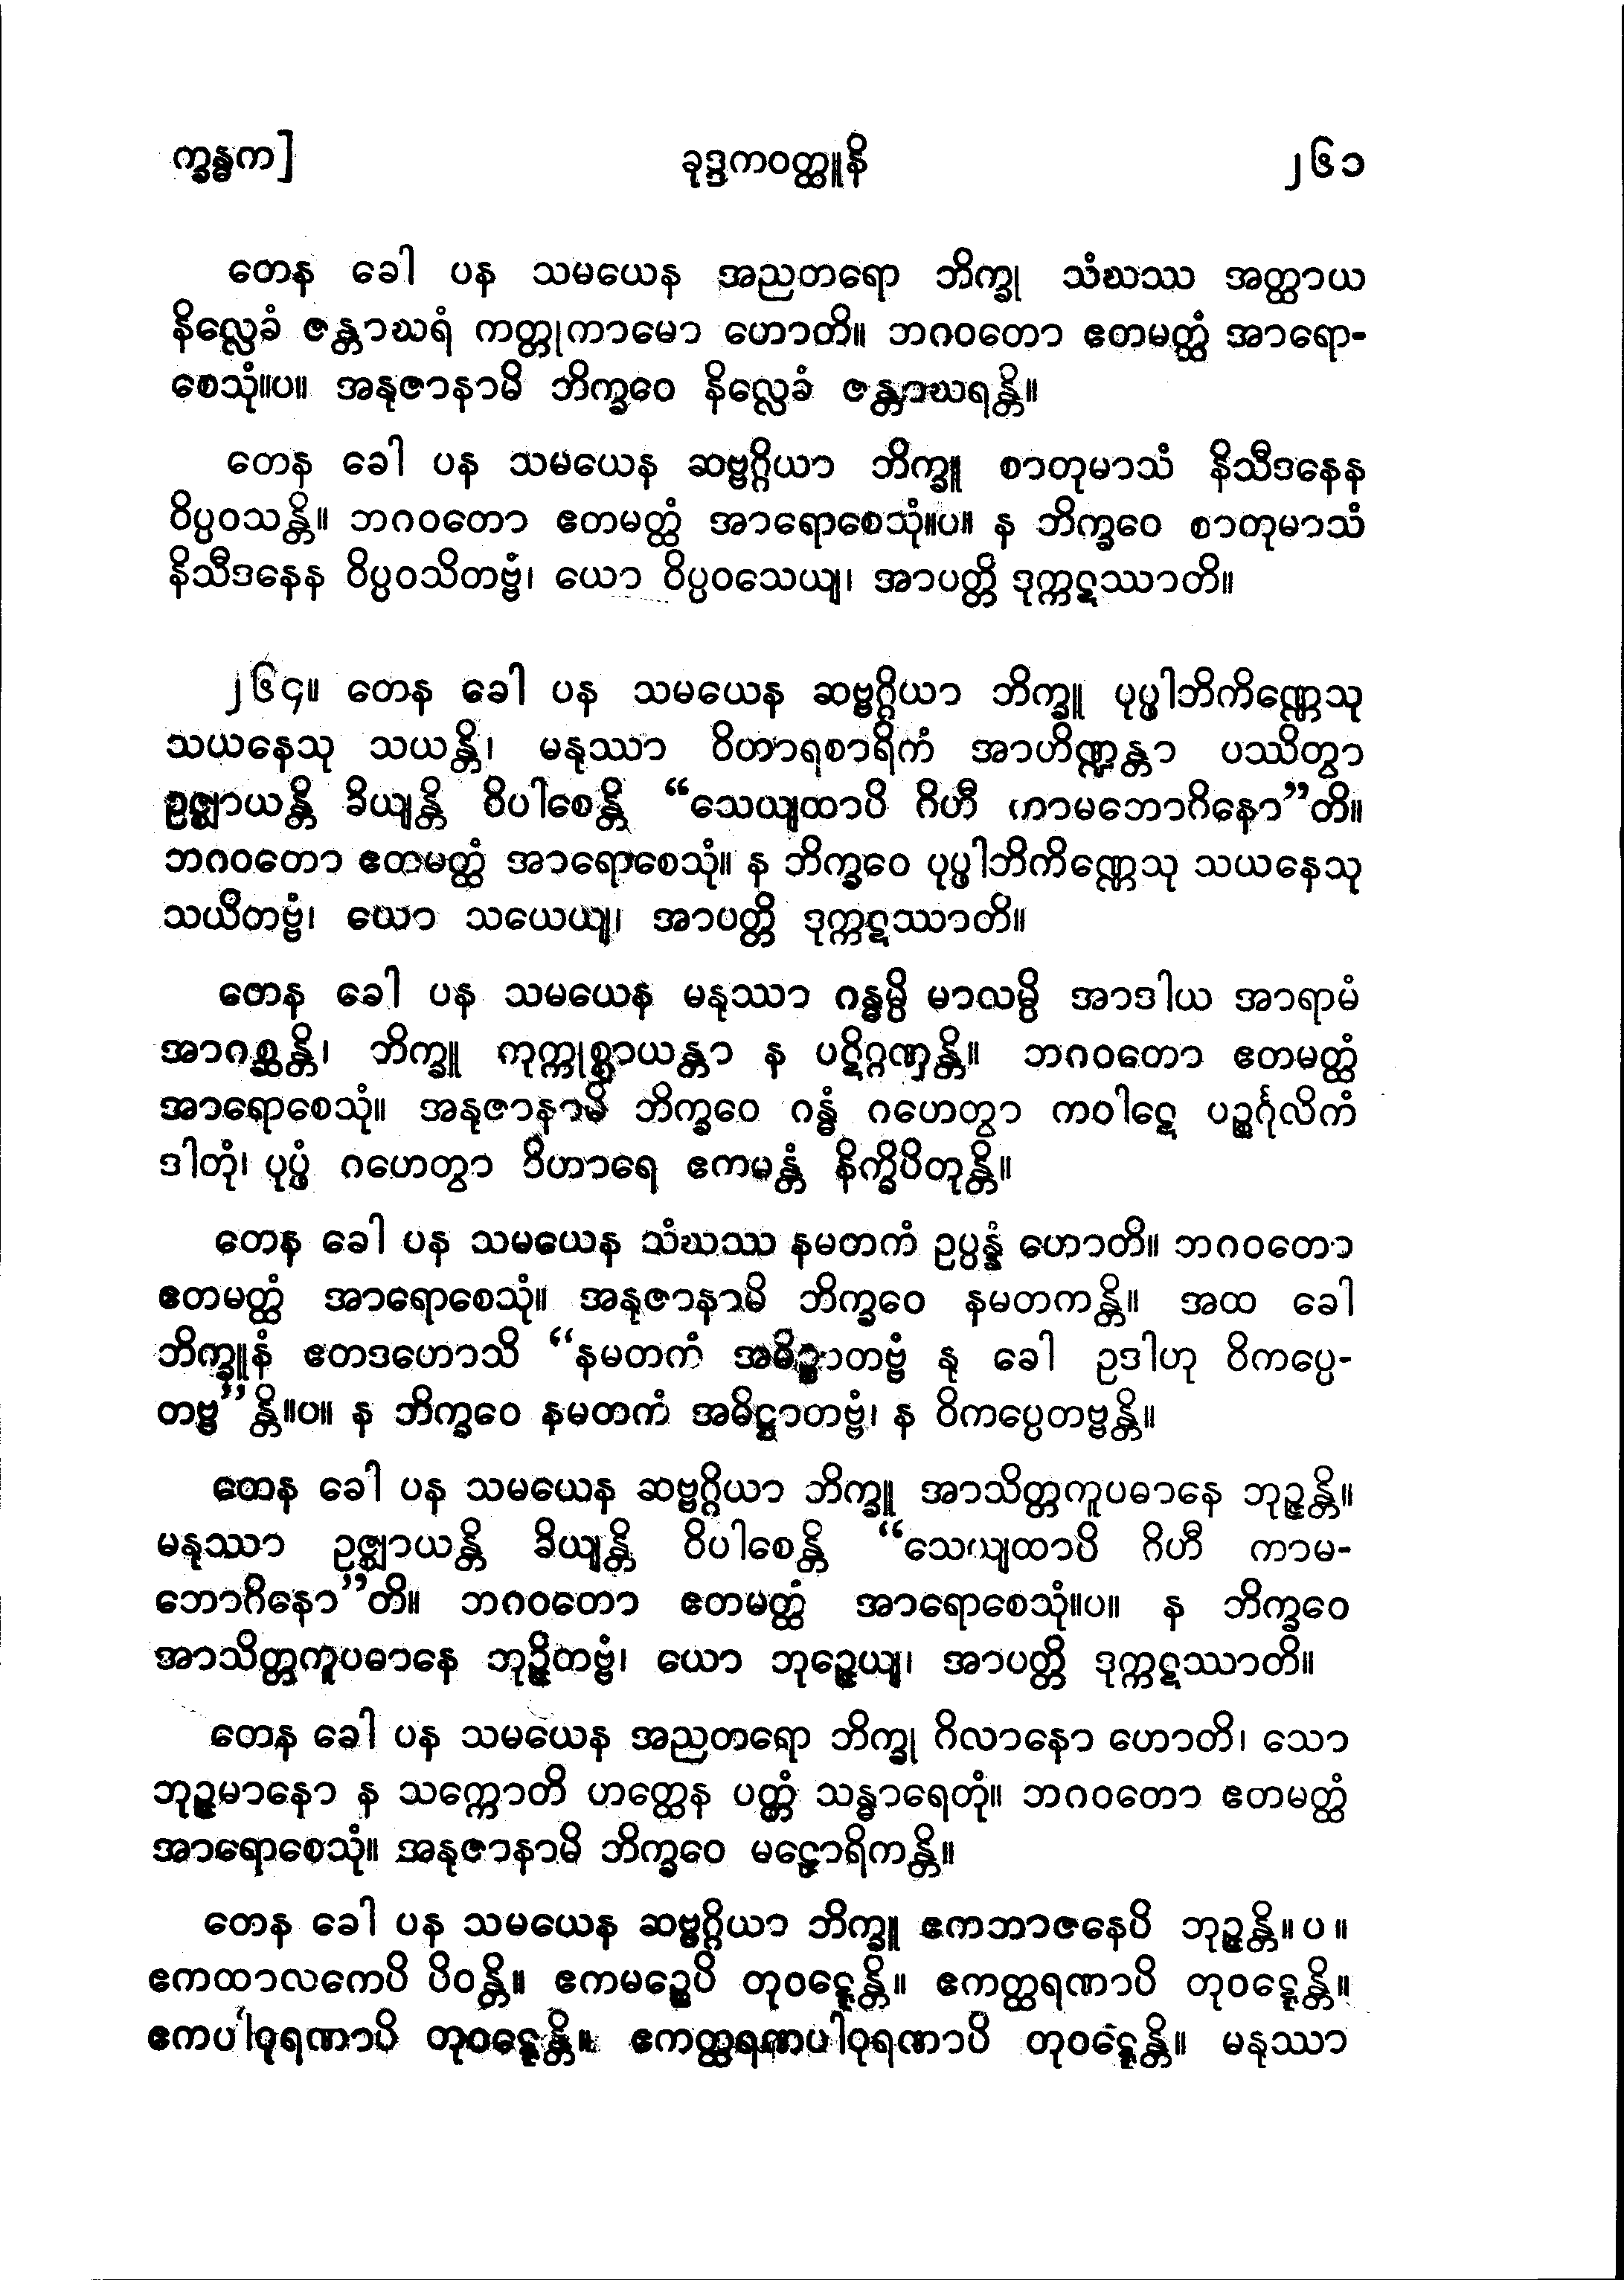 က္ခန္ဓက] ခုဒ္ဒကဝတ္ထူနိ ၂၆၁
တေန ခေါ ပန သမယေန အညတရော ဘိက္ခု သံဃဿ အတ္ထာယ
နိလ္လေခံ ဇန္တာဃရံ ကတ္တုကာမော ဟောတိ။ ဘဂဝတော ဧတမတ္ထံ အာရော-
စေသုံ။ပ။ အနုဇာနာမိ ဘိက္ခဝေ နိလ္လေခံ ဇန္တာဃရန္တိ။
တေန ခေါ ပန သမယေန ဆဗ္ဗဂ္ဂိယာ ဘိက္ခူ စာတုမာသံ နိသီဒနေန
ဝိပ္ပဝသန္တိ။ ဘဂဝတော ဧတမတ္ထံ အာရောစေသုံ။ပ။ န ဘိက္ခဝေ စာတုမာသံ
နိသီဒနေန ဝိပ္ပဝသိတဗ္ဗံ၊ ယော ဝိပ္ပဝသေယျ၊ အာပတ္တိ ဒုက္ကဋဿာတိ။
၂၆၄။ တေန ခေါ ပန သမယေန ဆဗ္ဗဂ္ဂိယာ ဘိက္ခူ ပုပ္ဖါဘိကိဏ္ဏေသု
သယနေသု သယန္တိ၊ မနုဿာ ဝိဟာရစာရိကံ အာဟိဏ္ဍန္တာ ပဿိတွာ
ဥဇ္ဈာယန္တိ ခိယျန္တိ ဝိပါစေန္တိ “သေယျထာပိ ဂိဟီ ကာမဘောဂိနော”တိ။
ဘဂဝတော ဧတမတ္ထံ အာရောစေသုံ။ န ဘိက္ခဝေ ပုပ္ဖါဘိကိဏ္ဏေသု သယနေသု
သယိတဗ္ဗံ၊ ယော သယေယျ၊ အာပတ္တိ ဒုက္ကဋဿာတိ။
တေန ခေါ ပန သမယေန မနုဿာ ဂန္ဓမ္ပိ မာလမ္ပိ အာဒါယ အာရာမံ
အာဂစ္ဆန္တိ၊ ဘိက္ခူ ကုက္ကုစ္စာယန္တာ န ပဋိဂ္ဂဏှန္တိ။ ဘဂဝတော ဧတမတ္ထံ
အာရောစေသုံ။ အနုဇာနာမိ ဘိက္ခဝေ ဂန္ဓံ ဂဟေတွာ ကဝါဋေ ပဉ္စင်္ဂုလိကံ
ဒါတုံ၊ ပုပ္ဖံ ဂဟေတွာ ဝိဟာရေ ဧကမန္တံ နိက္ခိပိတုန္တိ။
တေန ခေါ ပန သမယေန သံဃဿ နမတကံ ဥပ္ပန္နံ ဟောတိ။ ဘဂဝတော
ဧတမတ္ထံ အာရောစေသုံ။ အနုဇာနာမိ ဘိက္ခဝေ နမတကန္တိ။ အထ ခေါ
ဘိက္ခူနံ ဧတဒဟောသိ “နမတကံ အဓိဋ္ဌာတဗ္ဗံ နု ခေါ ဥဒါဟု ဝိကပ္ပေ-
တဗ္ဗ”န္တိ။ပ။ န ဘိက္ခဝေ နမတကံ အဓိဋ္ဌာတဗ္ဗံ၊ န ဝိကပ္ပေတဗ္ဗန္တိ။
တေန ခေါ ပန သမယေန ဆဗ္ဗဂ္ဂိယာ ဘိက္ခူ အာသိတ္တကူပဓာနေ ဘုဉ္ဇန္တိ။
မနုဿာ ဥဇ္ဈာယန္တိ ခိယျန္တိ ဝိပါစေန္တိ “သေယျထာပိ ဂိဟီ ကာမ-
ဘောဂိနော”တိ။ ဘဂဝတော ဧတမတ္ထံ အာရောစေသုံ။ပ။ န ဘိက္ခဝေ
အာသိတ္တကူပဓာနေ ဘုဉ္ဇိတဗ္ဗံ၊ ယော ဘုဉ္ဇေယျ၊ အာပတ္တိ ဒုက္ကဋဿာတိ။
တေန ခေါ ပန သမယေန အညတရော ဘိက္ခု ဂိလာနော ဟောတိ၊ သော
ဘုဉ္ဇမာနော န သက္ကောတိ ဟတ္ထေန ပတ္တံ သန္ဓာရေတုံ။ ဘဂဝတော ဧတမတ္ထံ
အာရောစေသုံ။ အနုဇာနာမိ ဘိက္ခဝေ မဠောရိကန္တိ။
တေန ခေါ ပန သမယေန ဆဗ္ဗဂ္ဂိယာ ဘိက္ခူ ဧကဘာဇနေပိ ဘုဉ္ဇန္တိ။ပ။
ဧကထာလကေပိ ပိဝန္တိ။ ဧကမဉ္စေပိ တုဝဋ္ဋေန္တိ။ ဧကတ္ထရဏာပိ တုဝဋ္ဋေန္တိ။
ဧကပါဝုရဏာပိ တုဝဋ္ဋေန္တိ။ ဧကတ္ထရဏပါဝုရဏာပိ တုဝဋ္ဋေန္တိ။ မနုဿာ